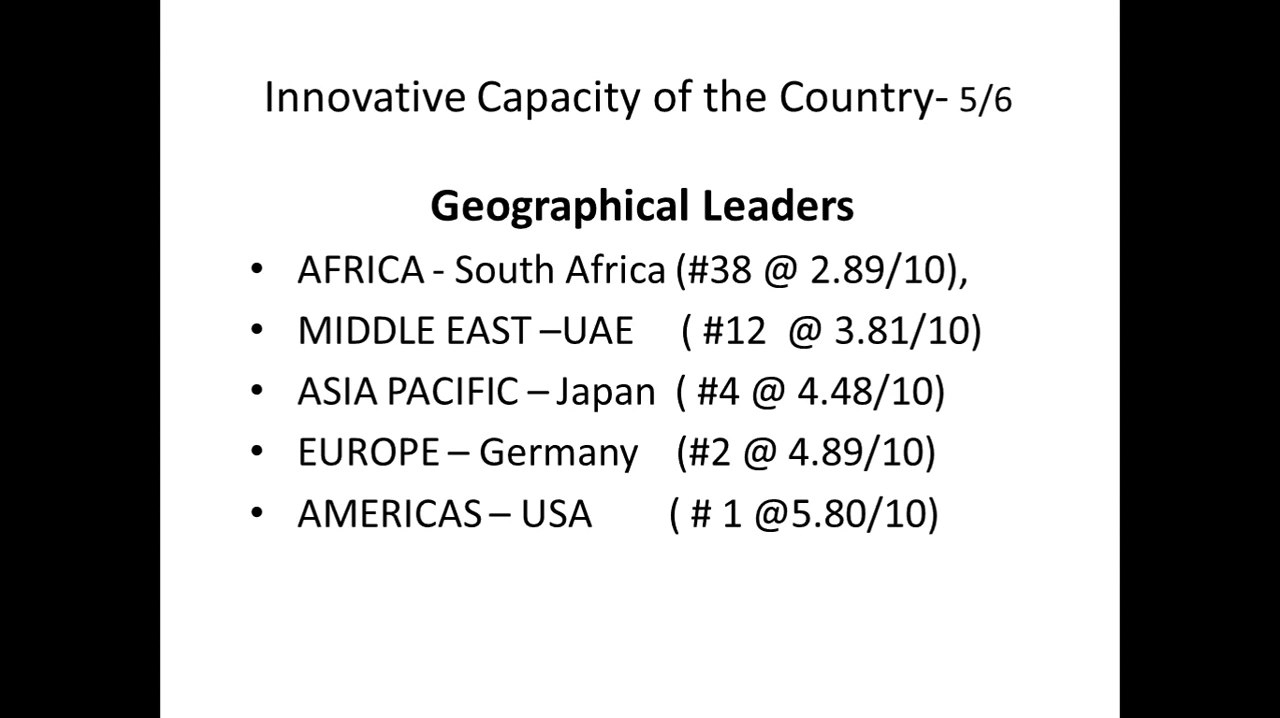 Innovative Capacity of the Country- 5/6
Geographical Leaders
• AFRICA - South Africa (#38 @ 2.89/10),
• MIDDLE EAST –UAE ( #12 @ 3.81/10)
• ASIA PACIFIC – Japan ( #4 @ 4.48/10)
• EUROPE – Germany (#2 @ 4.89/10)
• AMERICAS – USA ( # 1 @5.80/10)